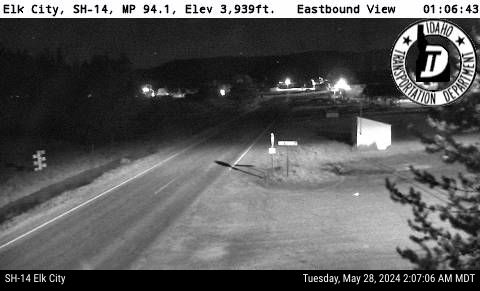 Elk City, SH-14, MP 94.1, Elev 3,939ft. Eastbound View 01:06:43
IDAHO
TRANSPORTATION DEPARTMENT
SH-14 Elk City Tuesday, May 28, 2024 2:07:06 AM MDT